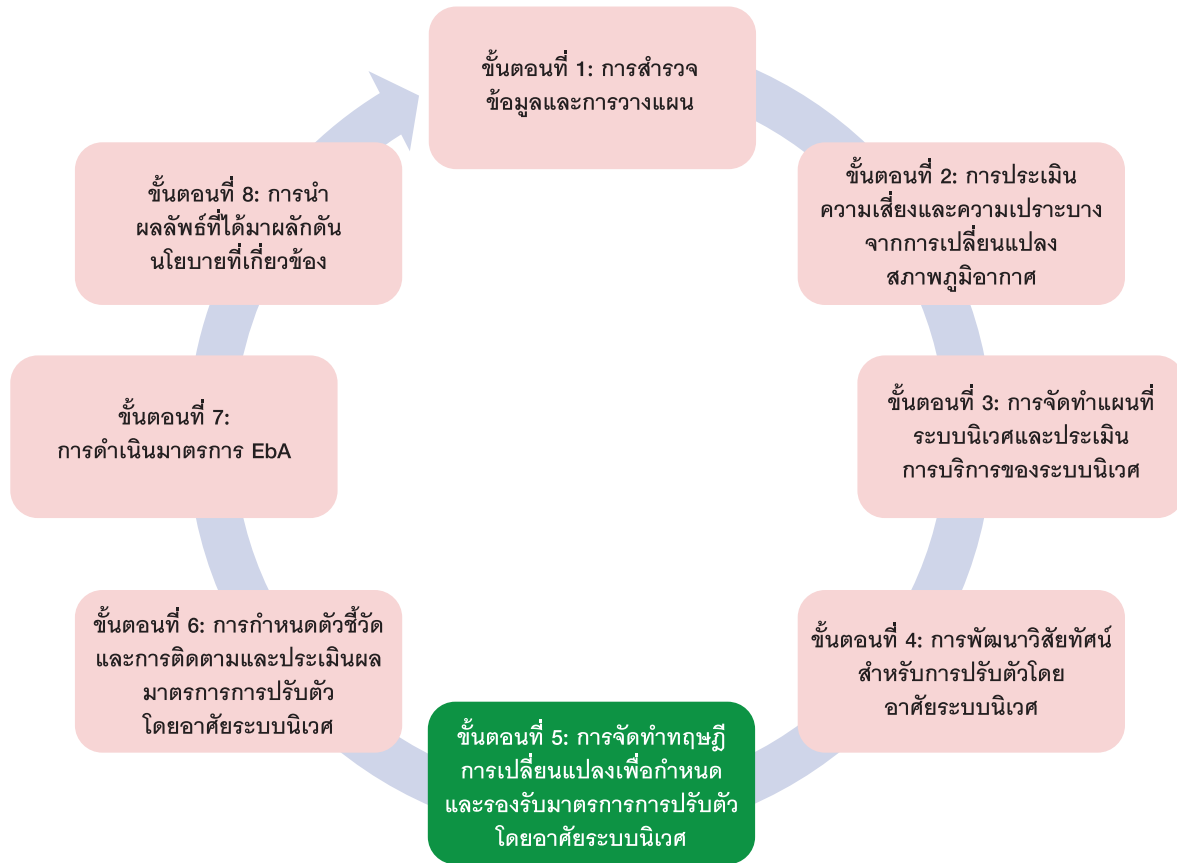 ขั้นตอนที่ 1: การสำรวจ
ข้อมูลและการวางแผน
ขั้นตอนที่ 2: การประเมิน
ความเสี่ยงและความเปราะบาง
จากการเปลี่ยนแปลง
สภาพภูมิอากาศ
ขั้นตอนที่ 3: การจัดทำแผนที่
ระบบนิเวศและประเมิน
การบริการของระบบนิเวศ
ขั้นตอนที่ 4: การพัฒนาวิสัยทัศน์
สำหรับการปรับตัวโดย
อาศัยระบบนิเวศ
ขั้นตอนที่ 5: การจัดทำทฤษฎี
การเปลี่ยนแปลงเพื่อกำหนด
และรองรับมาตรการการปรับตัว
โดยอาศัยระบบนิเวศ
ขั้นตอนที่ 6: การกำหนดตัวชี้วัด
และการติดตามและประเมินผล
มาตรการการปรับตัว
โดยอาศัยระบบนิเวศ
ขั้นตอนที่ 7:
การดำเนินมาตรการ EbA
ขั้นตอนที่ 8: การนำ
ผลลัพธ์ที่ได้มาผลักดัน
นโยบายที่เกี่ยวข้อง